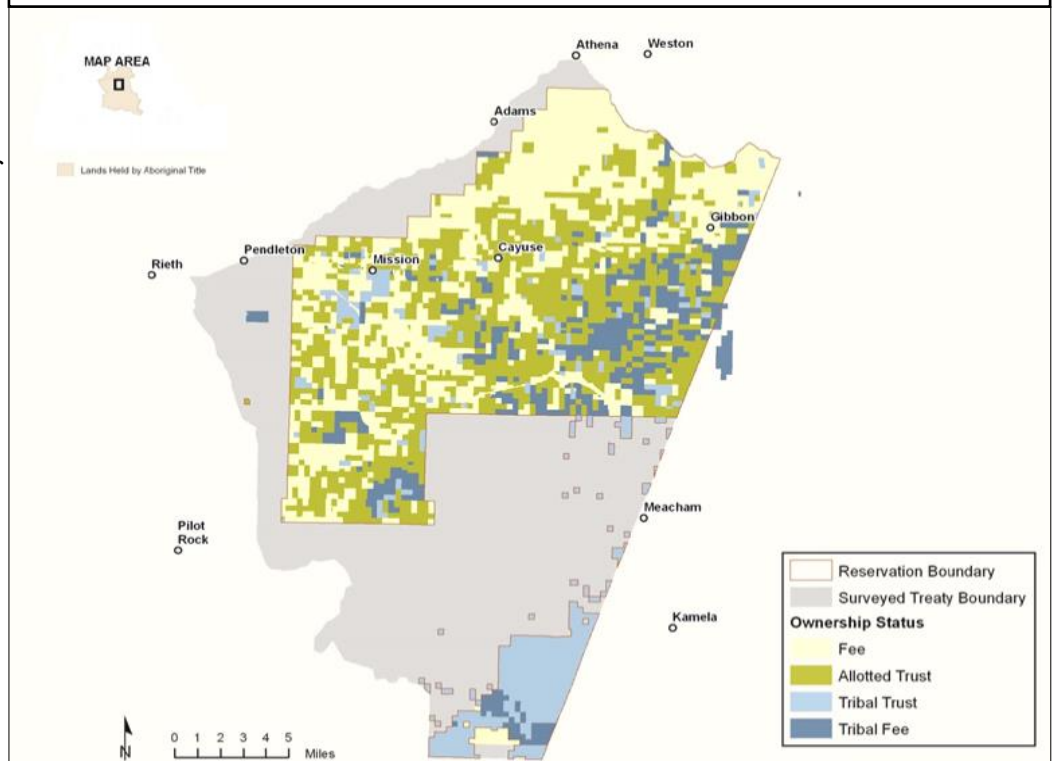 Athena
Weston
MAP AREA
Adams
Lands Held by Aboriginal Title
Gibbon
Pendleton
Cayuse
Mission
Rieth
Meacham
Pilot
Rock
Kamela
Reservation Boundary
Surveyed Treaty Boundary
Ownership Status
Fee
Allotted Trust
Tribal Trust
Tribal Fee
N
0 1 2 3 4 5
Miles